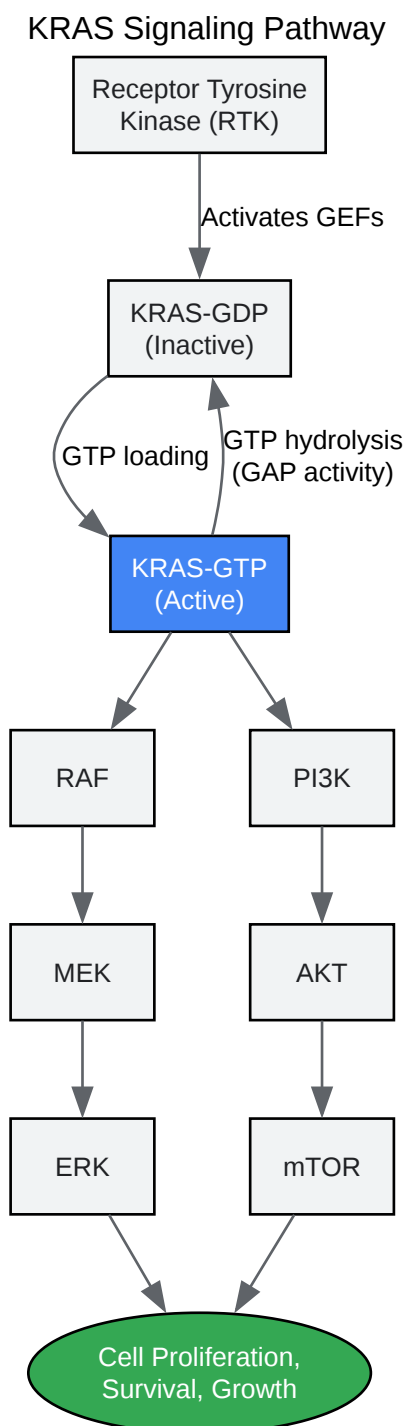 KRAS Signaling Pathway
Receptor Tyrosine
Kinase (RTK)
Activates GEFs
KRAS-GDP
(Inactive)
GTP loading
GTP hydrolysis
(GAP activity)
KRAS-GTP
(Active)
RAF
PI3K
MEK
AKT
ERK
mTOR
Cell Proliferation,
Survival, Growth